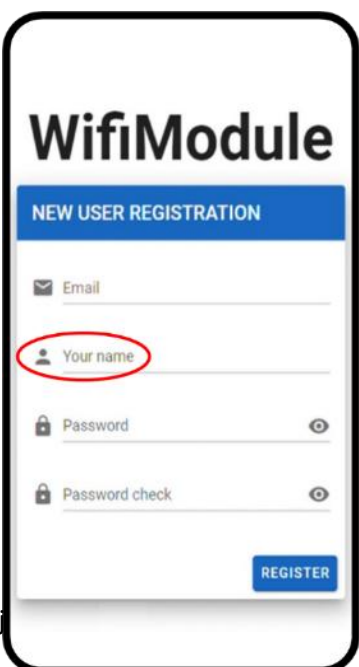 WifiModule
NEW USER REGISTRATION
Email
Your name
Password
Password check
REGISTER
j